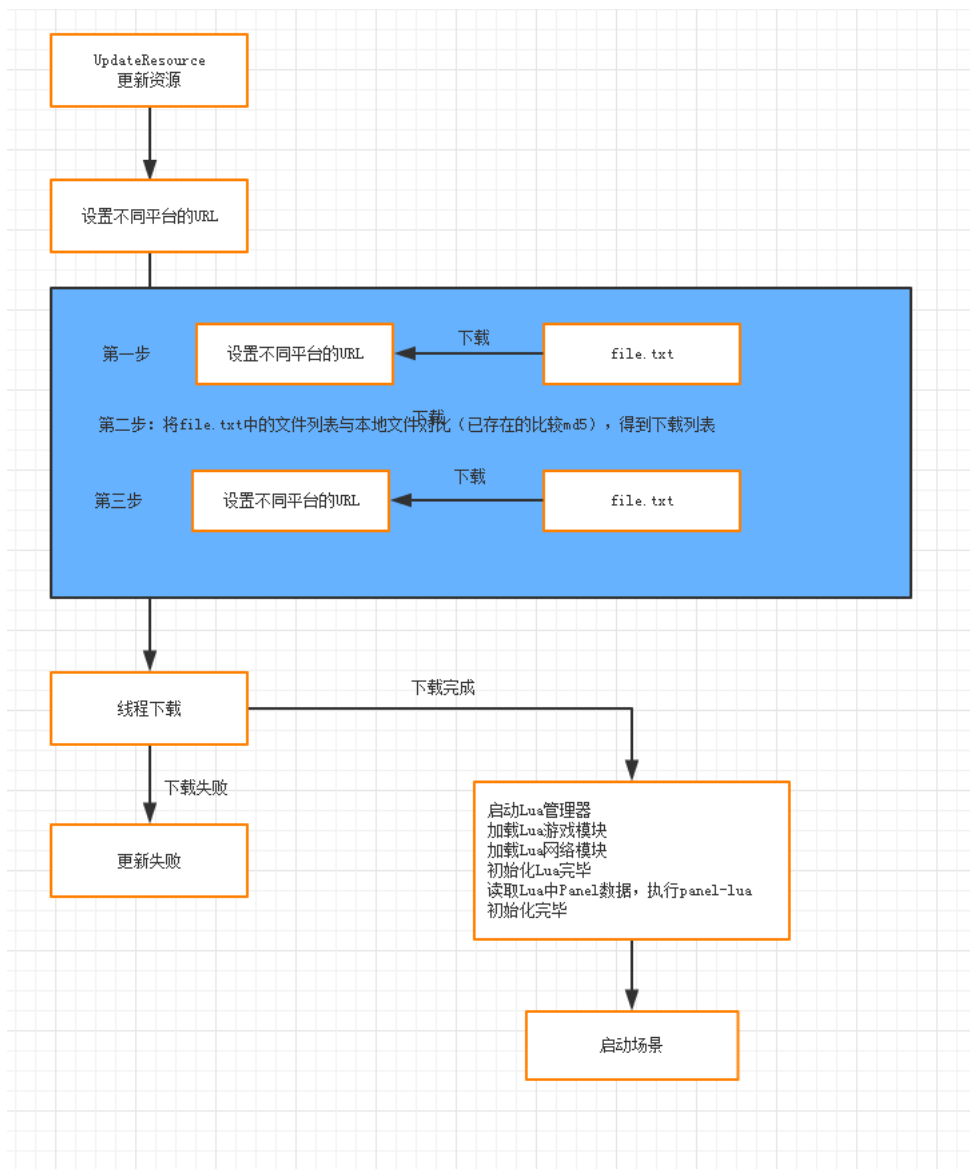 UpdateResource
更新资源
设置不同平台的URL
第一步
设置不同平台的URL
下载
file.txt
下载
第二步：将file.txt中的文件列表与本地文件对比（已存在的比较md5），得到下载列表
第三步
设置不同平台的URL
下载
file.txt
线程下载
下载完成
下载失败
更新失败
启动Lua管理器
加载Lua游戏模块
加载Lua网络模块
初始化Lua完毕
读取Lua中Panel数据，执行panel-lua
初始化完毕
启动场景